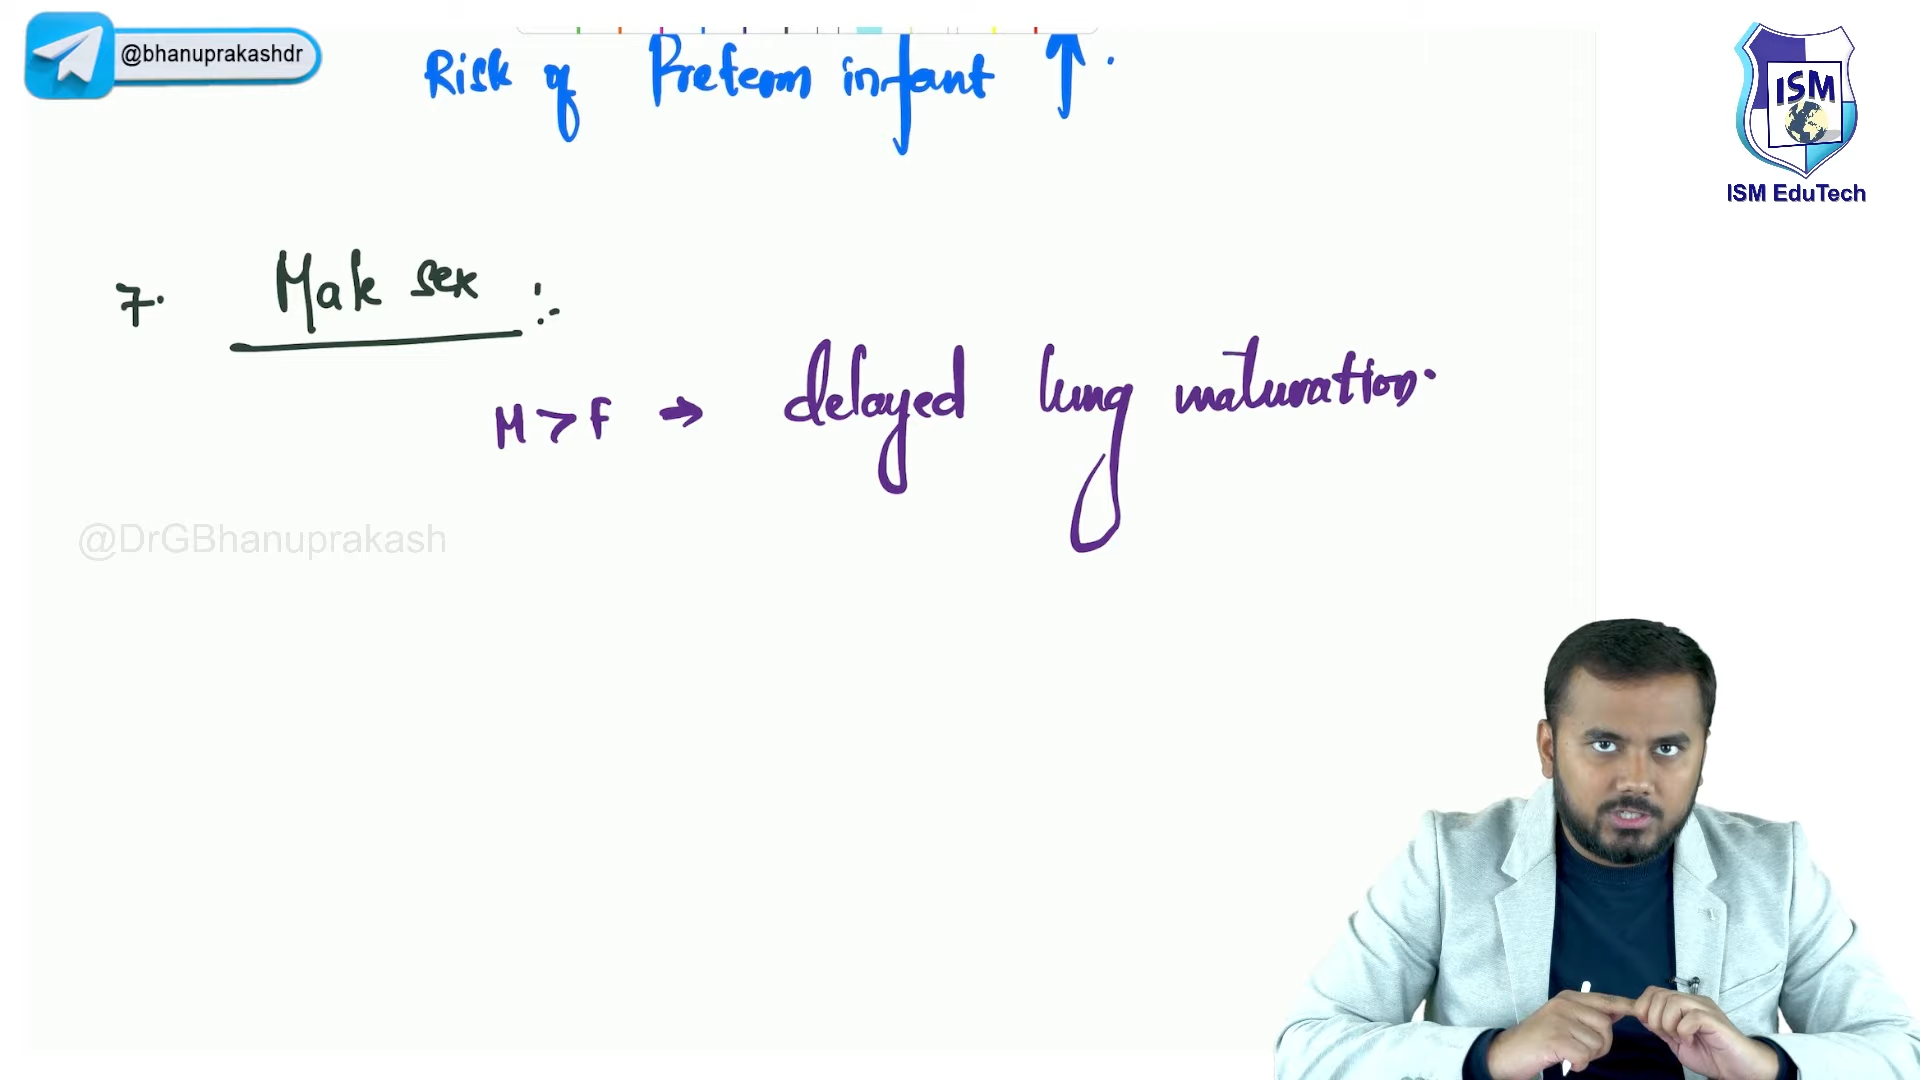 @bhanuprakashdr
Risk of Preterm infant ↑.
ISM
ISM EduTech
7. Male sex :-
M > F → delayed lung maturation.
@DrGBhanuprakash